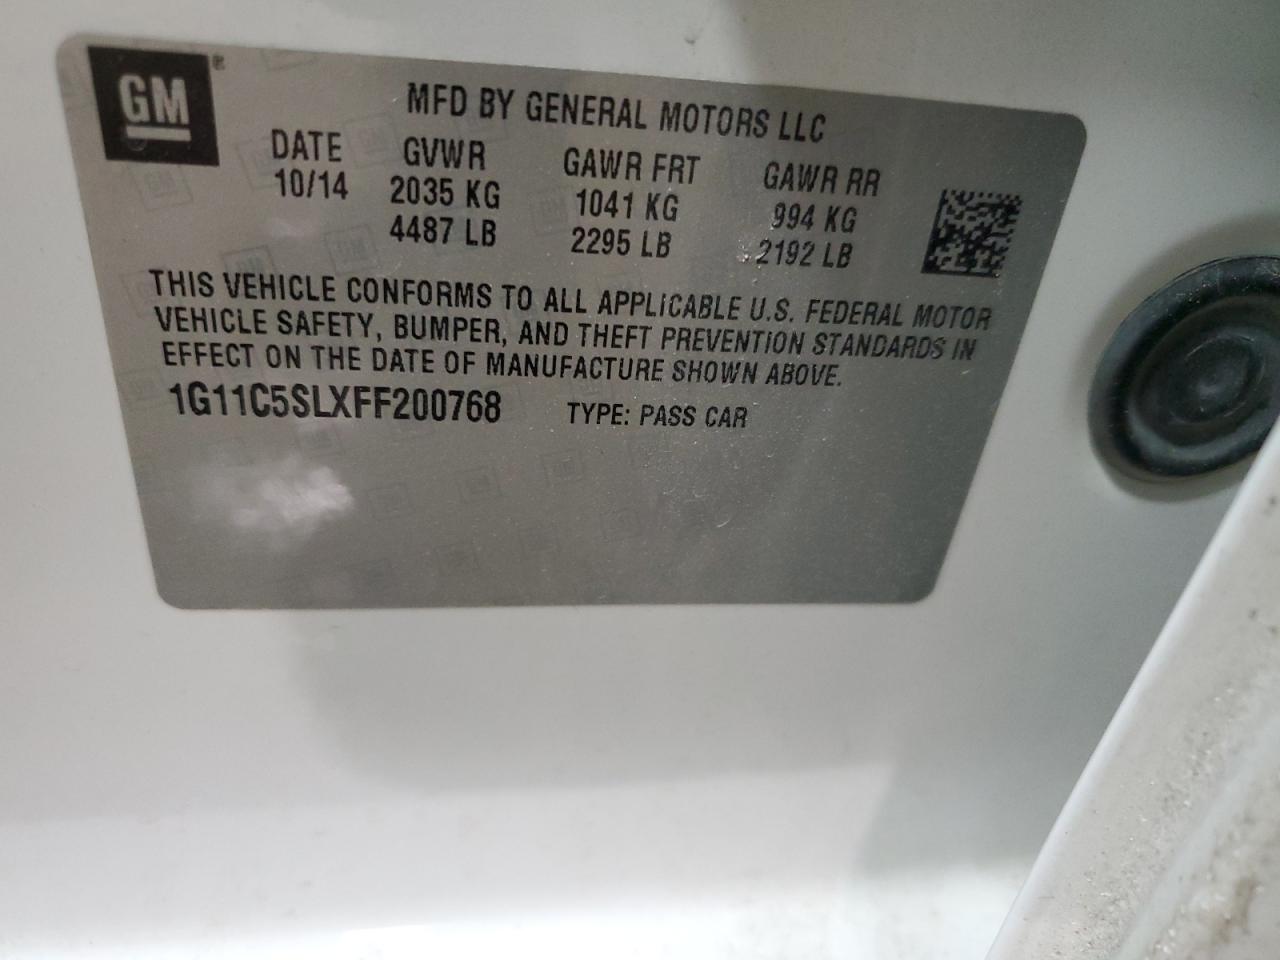 GM®
MFD BY GENERAL MOTORS LLC
DATE GVWR GAWR FRT GAWR RR
10/14 2035 KG 1041 KG 994 KG
4487 LB 2295 LB 2192 LB
THIS VEHICLE CONFORMS TO ALL APPLICABLE U.S. FEDERAL MOTOR
VEHICLE SAFETY, BUMPER, AND THEFT PREVENTION STANDARDS IN
EFFECT ON THE DATE OF MANUFACTURE SHOWN ABOVE.
1G11C5SLXFF200768 TYPE: PASS CAR